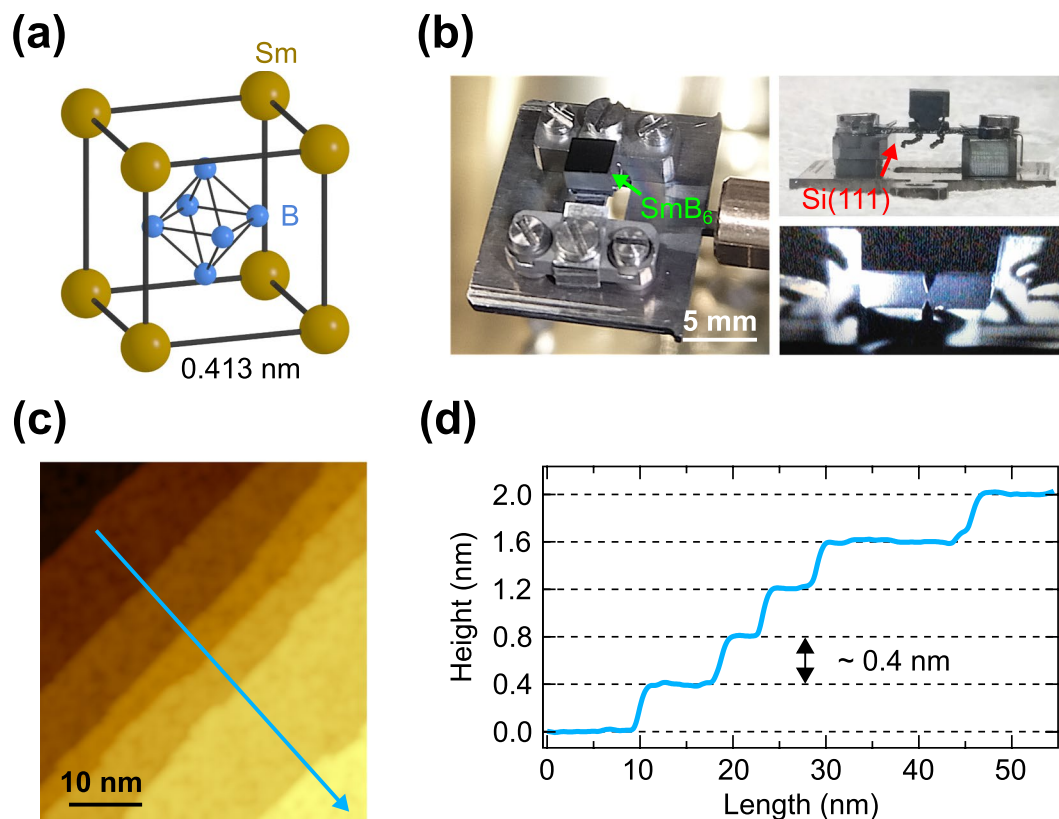 (a)
Sm
B
0.413 nm
(b)
SmB₆
5 mm
Si(111)
(c)
10 nm
(d)
Height (nm)
2.0
1.6
1.2
0.8
0.4
0.0
~ 0.4 nm
0 10 20 30 40 50
Length (nm)